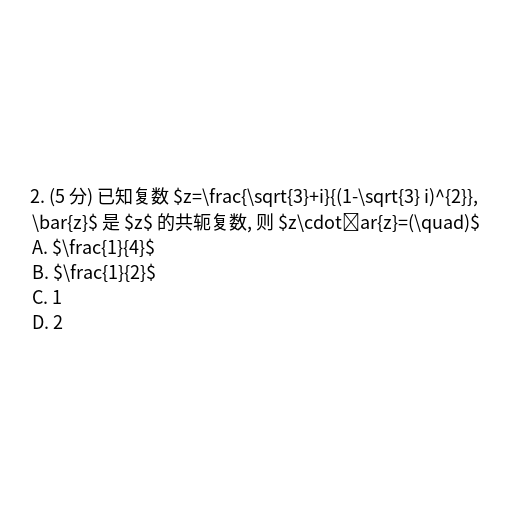 2. (5 分) 已知复数 $z=\frac{\sqrt{3}+i}{(1-\sqrt{3} i)^{2}},
\bar{z}$ 是 $z$ 的共轭复数, 则 $z\cdot☒ar{z}=(\quad)$
A. $\frac{1}{4}$
B. $\frac{1}{2}$
C. 1
D. 2